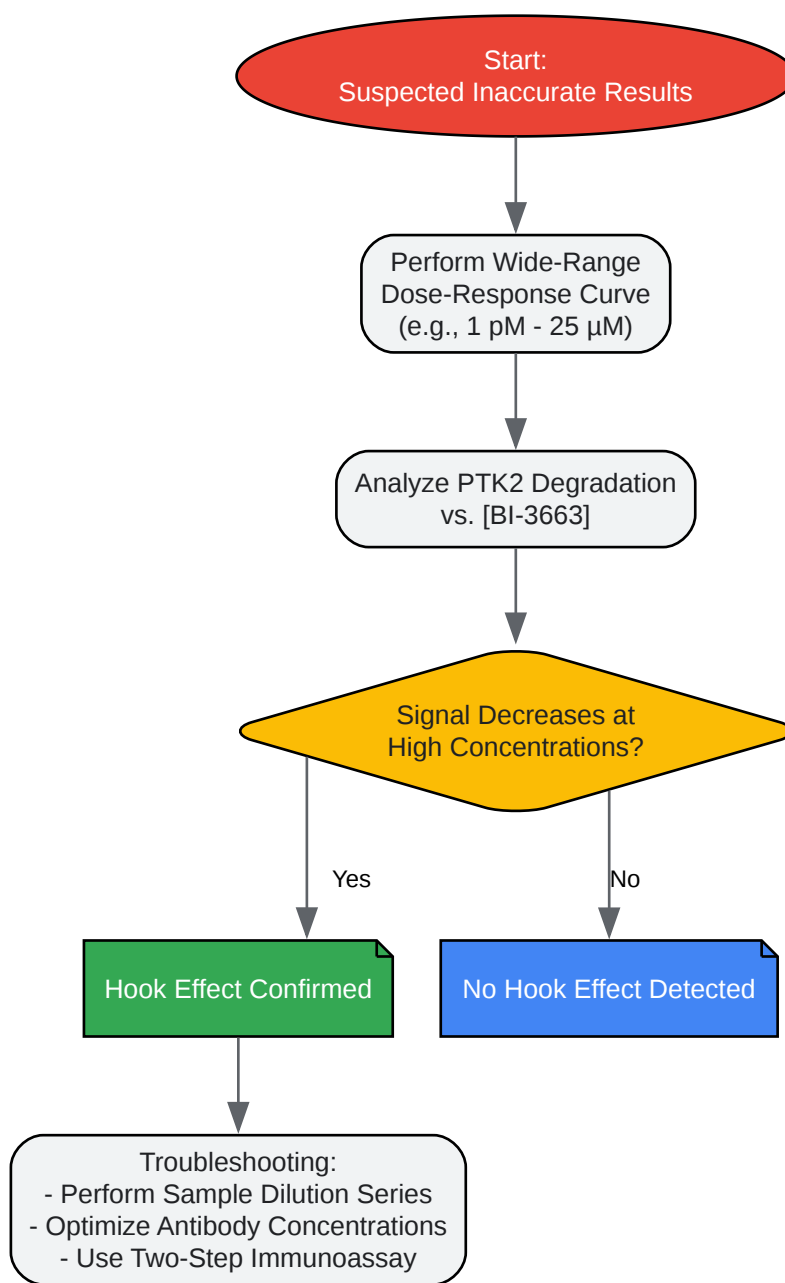 Start:
Suspected Inaccurate Results
Perform Wide-Range
Dose-Response Curve
(e.g., 1 pM - 25 µM)
Analyze PTK2 Degradation
vs. [BI-3663]
Signal Decreases at
High Concentrations?
Yes
No
Hook Effect Confirmed
No Hook Effect Detected
Troubleshooting:
- Perform Sample Dilution Series
- Optimize Antibody Concentrations
- Use Two-Step Immunoassay